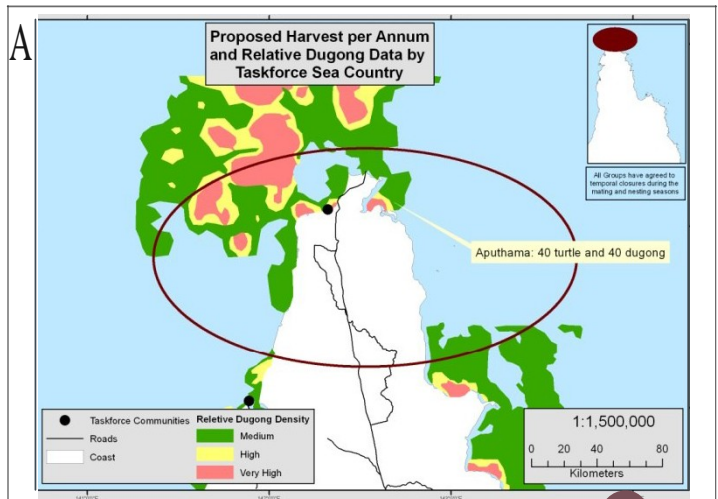 A
Proposed Harvest per Annum
and Relative Dugong Data by
Taskforce Sea Country
All Groups have agreed to
temporal closures during the
mating and nesting seasons
Aputhama: 40 turtle and 40 dugong
Taskforce Communities
Roads
Coast
Relative Dugong Density
Medium
High
Very High
1:1,500,000
0 20 40 60 80
Kilometers